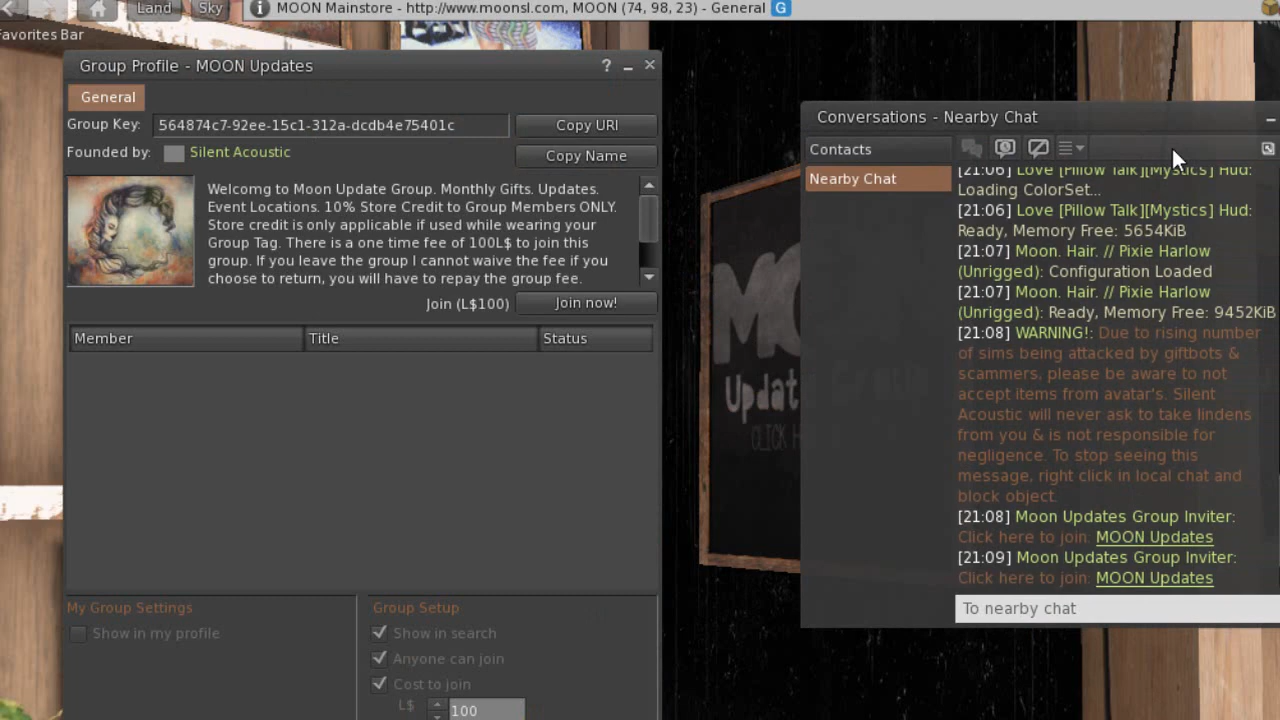 Land
Sky
MOON Mainstore - http://www.moonsl.com, MOON (74, 98, 23) - General
G
Favorites Bar
Group Profile - MOON Updates
General
Group Key:
564874c7-92ee-15c1-312a-dcdb4e75401c
Copy URI
Founded by:
Silent Acoustic
Copy Name
Welcomg to Moon Update Group. Monthly Gifts. Updates.
Event Locations. 10% Store Credit to Group Members ONLY.
Store credit is only applicable if used while wearing your
Group Tag. There is a one time fee of 100L$ to join this
group. If you leave the group I cannot waive the fee if you
choose to return, you will have to repay the group fee.
Join (L$100)
Join now!
Member
Title
Status
My Group Settings
Show in my profile
Group Setup
Show in search
Anyone can join
Cost to join
L$
100
Update Group
CLICK
Conversations - Nearby Chat
Contacts
Nearby Chat
[21:06] Love [Pillow Talk][Mystics] Hud:
Loading ColorSet...
[21:06] Love [Pillow Talk][Mystics] Hud:
Ready, Memory Free: 5654KiB
[21:07] Moon. Hair. // Pixie Harlow
(Unrigged): Configuration Loaded
[21:07] Moon. Hair. // Pixie Harlow
(Unrigged): Ready, Memory Free: 9452KiB
[21:08] WARNING!: Due to rising number
of sims being attacked by giftbots &
scammers, please be aware to not
accept items from avatar's. Silent
Acoustic will never ask to take lindens
from you & is not responsible for
negligence. To stop seeing this
message, right click in local chat and
block object.
[21:08] Moon Updates Group Inviter:
Click here to join: MOON Updates
[21:09] Moon Updates Group Inviter:
Click here to join: MOON Updates
To nearby chat